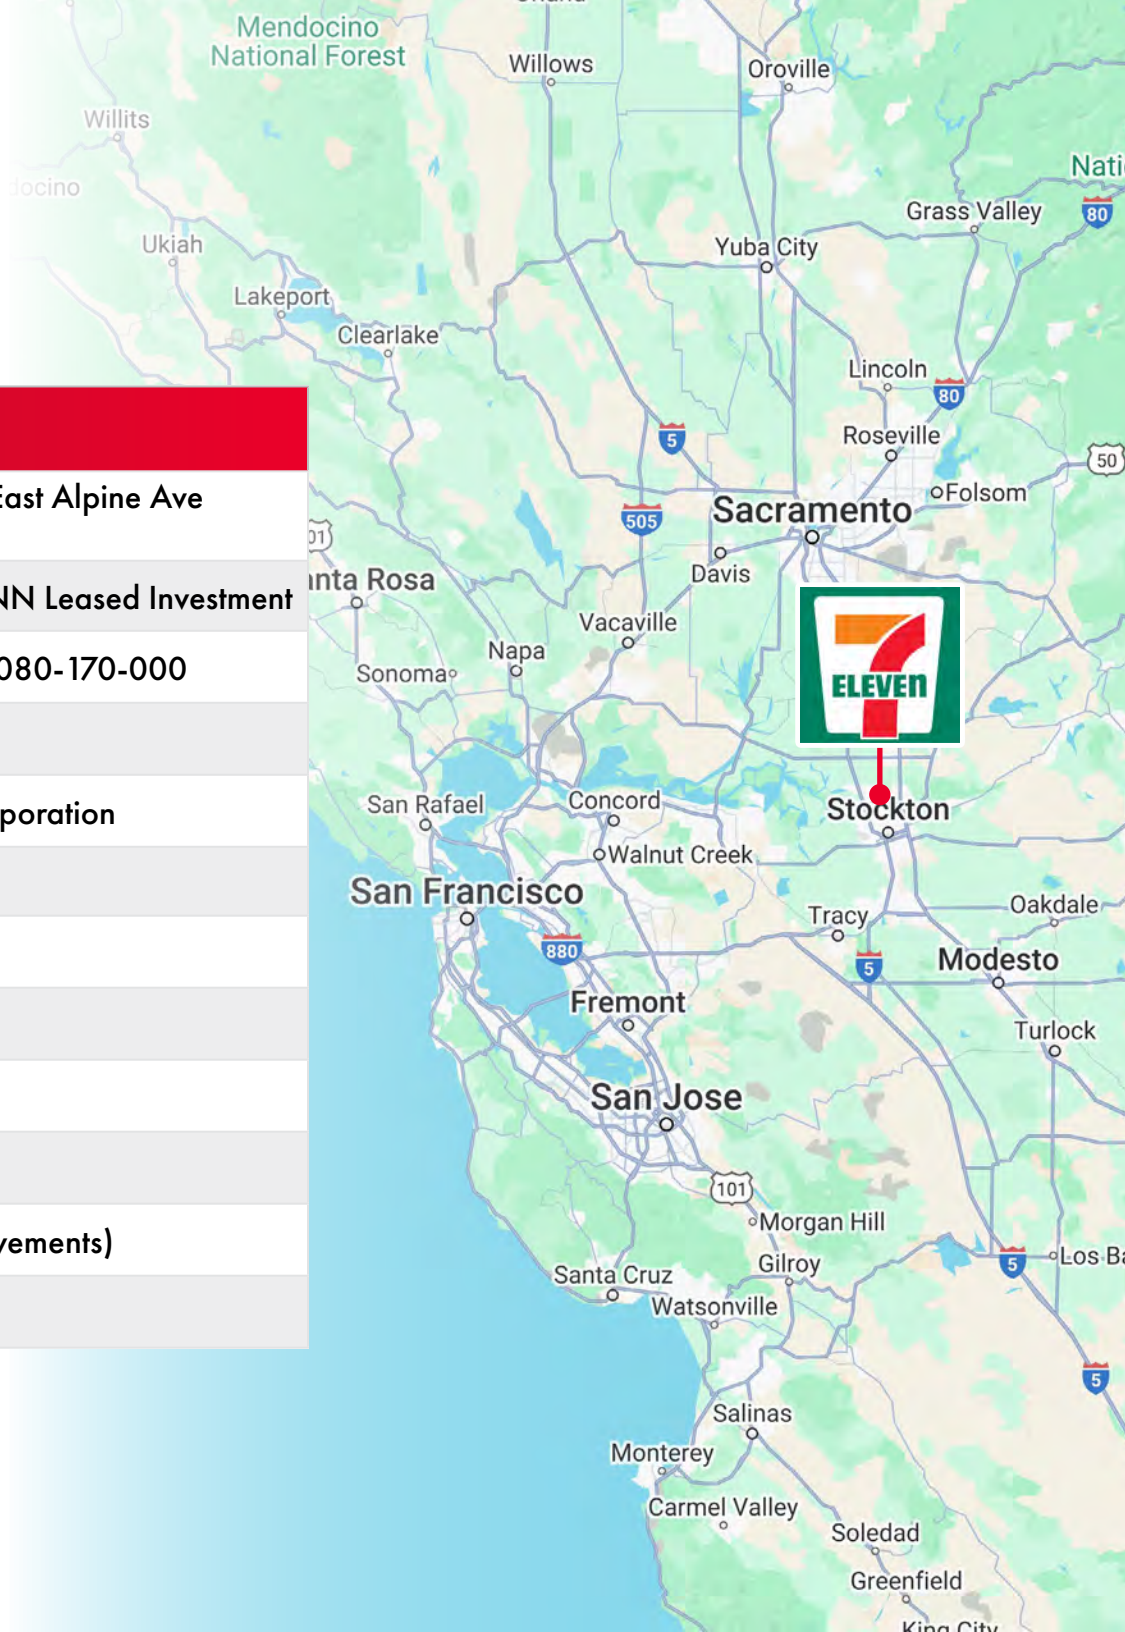 Mendocino
National Forest
Willows
Oroville
Willits
Nati
docino
Grass Valley
80
Ukiah
Yuba City
Lakeport
Clearlake
Lincoln
80
5
Roseville
50
East Alpine Ave
Folsom
505
Sacramento
01
Davis
NN Leased Investment
nta Rosa
Vacaville
080-170-000
Napa
Sonoma
7
ELEVEn
poration
San Rafael
Concord
Stockton
Walnut Creek
San Francisco
Tracy
Oakdale
880
5
Modesto
Fremont
Turlock
San Jose
101
Morgan Hill
vements)
Gilroy
5
Los Ba
Santa Cruz
Watsonville
5
Salinas
Monterey
Carmel Valley
Soledad
Greenfield
King City